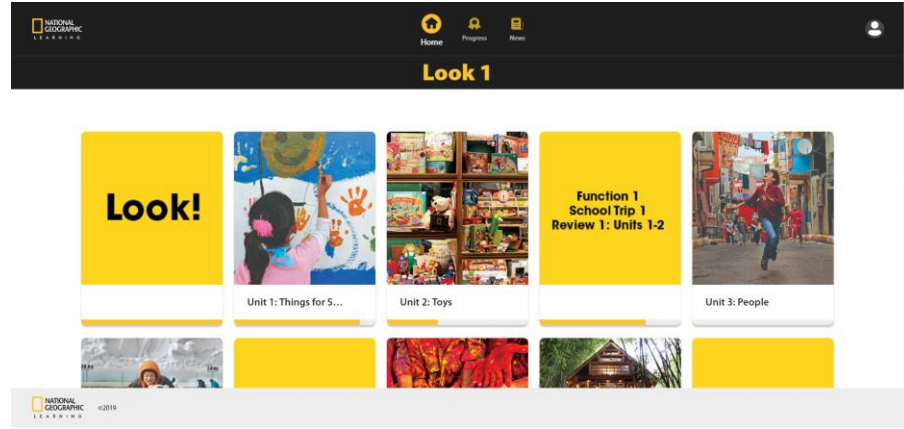 NATIONAL
GEOGRAPHIC
LEARNING
Home
Progress
News
Look 1
Look!
Function 1
School Trip 1
Review 1: Units 1-2
Unit 1: Things for S...
Unit 2: Toys
Unit 3: People
NATIONAL
GEOGRAPHIC
LEARNING
©2019